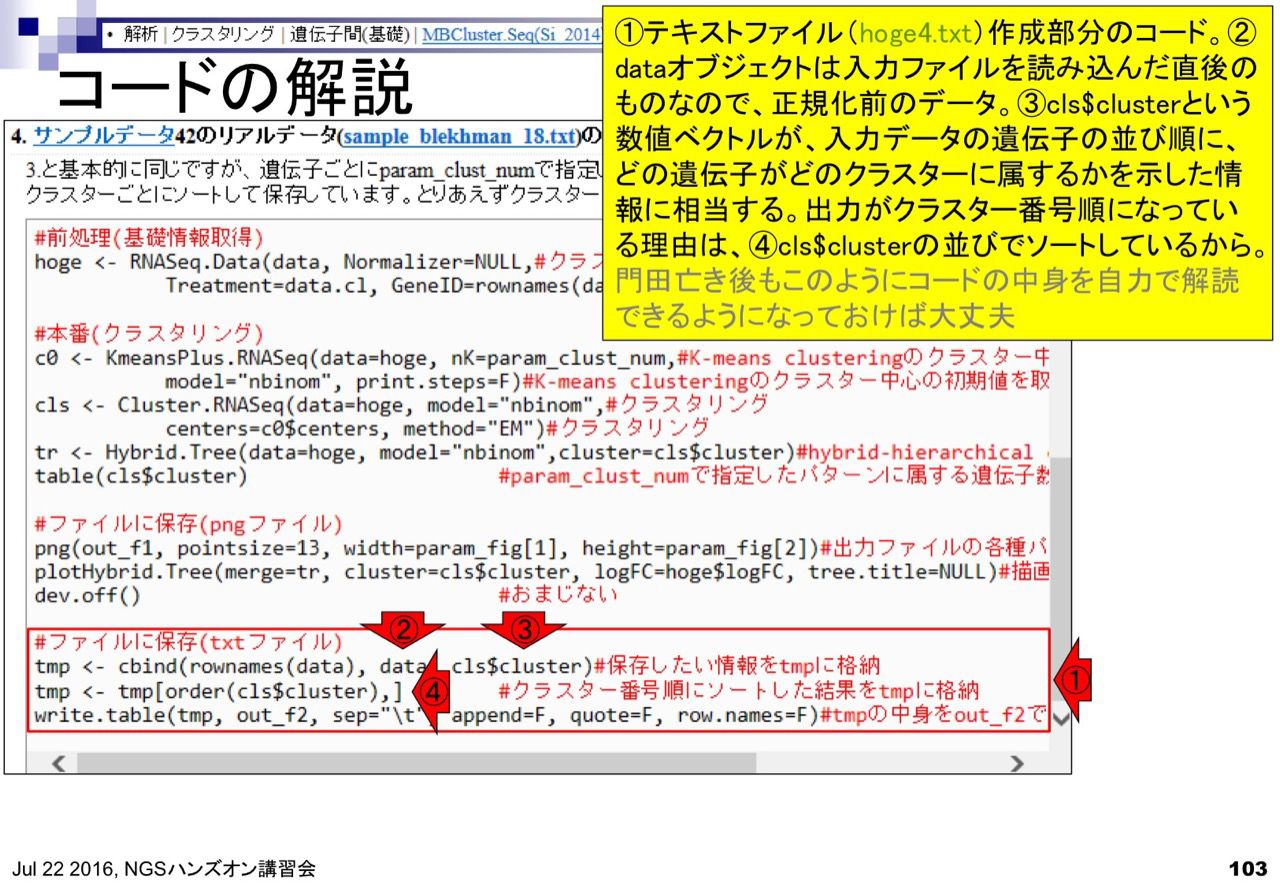 ・ 解析 | クラスタリング | 遺伝子間(基礎) | MBCluster.Seq(Si_2014)
コードの解説
①テキストファイル（hoge4.txt）作成部分のコード。②
dataオブジェクトは入力ファイルを読み込んだ直後の
ものなので、正規化前のデータ。③cls$clusterという
数値ベクトルが、入力データの遺伝子の並び順に、
どの遺伝子がどのクラスターに属するかを示した情
報に相当する。出力がクラスター番号順になってい
る理由は、④cls$clusterの並びでソートしているから。
門田亡き後もこのようにコードの中身を自力で解読
できるようになっておけば大丈夫
4. サンプルデータ42のリアルデータ(sample_blekhman_18.txt)の
3.と基本的に同じですが、遺伝子ごとにparam_clust_numで指定
クラスターごとにソートして保存しています。とりあえずクラスター
#前処理(基礎情報取得)
hoge <- RNASeq.Data(data, Normalizer=NULL,#クラス
Treatment=data.cl, GeneID=rownames(da
#本番(クラスタリング)
c0 <- KmeansPlus.RNASeq(data=hoge, nK=param_clust_num,#K-means clusteringのクラスター中
model="nbinom", print.steps=F)#K-means clusteringのクラスター中心の初期値を取
cls <- Cluster.RNASeq(data=hoge, model="nbinom",#クラスタリング
centers=c0$centers, method="EM")#クラスタリング
tr <- Hybrid.Tree(data=hoge, model="nbinom",cluster=cls$cluster)#hybrid-hierarchical
table(cls$cluster) #param_clust_numで指定したパターンに属する遺伝子数
#ファイルに保存(pngファイル)
png(out_f1, pointsize=13, width=param_fig[1], height=param_fig[2])#出力ファイルの各種パ
plotHybrid.Tree(merge=tr, cluster=cls$cluster, logFC=hoge$logFC, tree.title=NULL)#描画
dev.off() #おまじない
② ③
#ファイルに保存(txtファイル)
tmp <- cbind(rownames(data), data, cls$cluster)#保存したい情報をtmpに格納
tmp <- tmp[order(cls$cluster),] ④ #クラスター番号順にソートした結果をtmpに格納 ①
write.table(tmp, out_f2, sep="\t", append=F, quote=F, row.names=F)#tmpの中身をout_f2で
Jul 22 2016, NGSハンズオン講習会
103